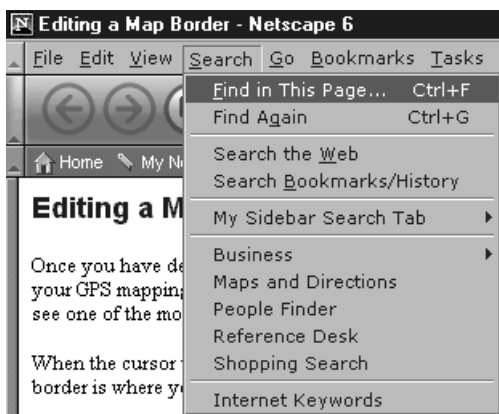 Editing a Map Border - Netscape 6
File Edit View Search Go Bookmarks Tasks
Find in This Page... Ctrl+F
Find Again Ctrl+G
Search the Web
Search Bookmarks/History
My Sidebar Search Tab
Business
Maps and Directions
People Finder
Reference Desk
Shopping Search
Internet Keywords
Home My
Editing a M
Once you have
your GPS mapping
see one of the
When the cursor
border is where